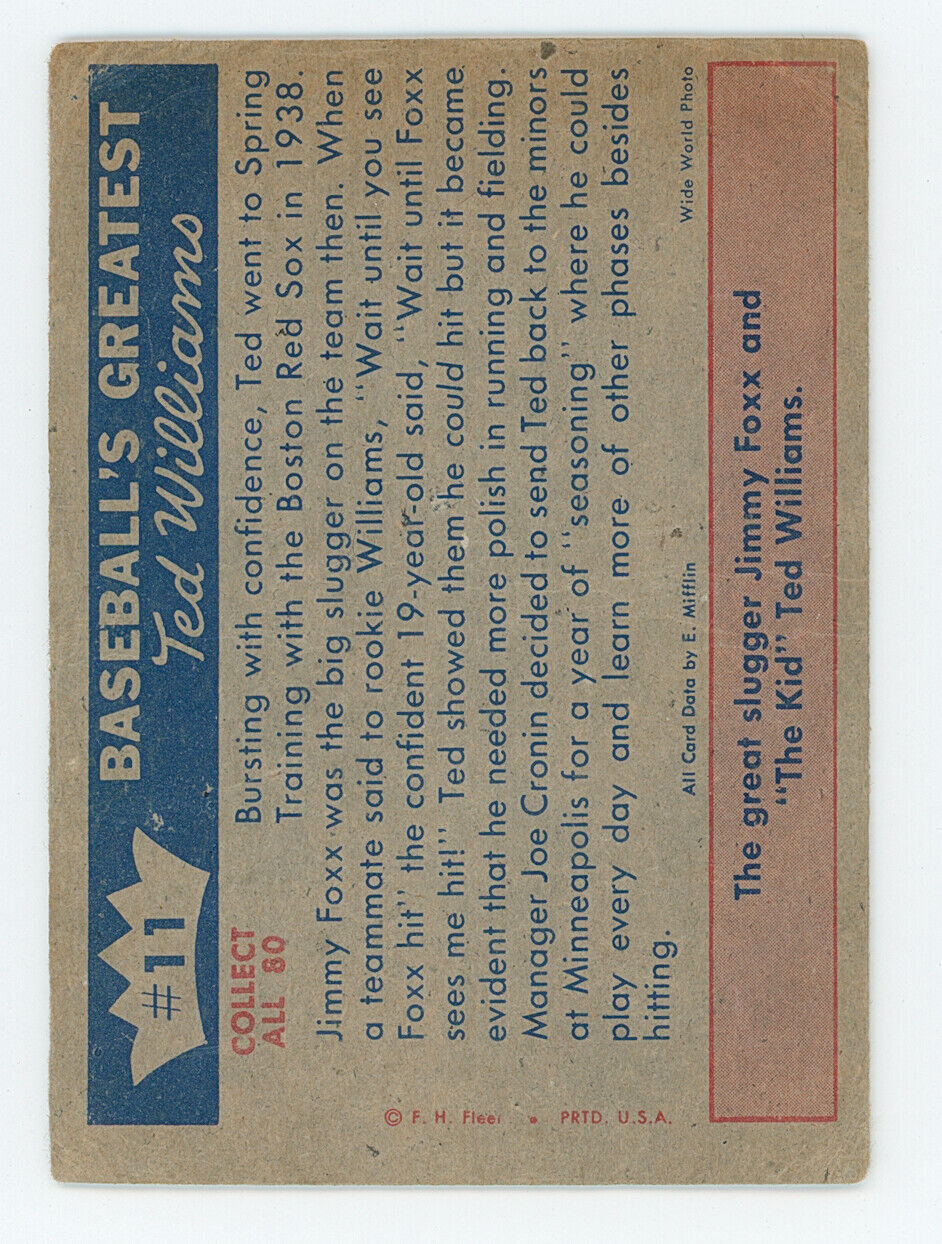 #11
BASEBALL'S GREATEST
Ted Williams
COLLECT
ALL 80
Bursting with confidence, Ted went to Spring
Training with the Boston Red Sox in 1938.
Jimmy Foxx was the big slugger on the team then. When
a teammate said to rookie Williams, "Wait until you see
Foxx hit" the confident 19-year-old said, "Wait until Foxx
sees me hit!" Ted showed them he could hit but it became
evident that he needed more polish in running and fielding.
Manager Joe Cronin decided to send Ted back to the minors
at Minneapolis for a year of "seasoning" where he could
play every day and learn more of other phases besides
hitting.
All Card Data by E. Mifflin
Wide World Photo
© F. H. Fleer • PRTD. U.S.A.
The great slugger Jimmy Foxx and
"The Kid" Ted Williams.